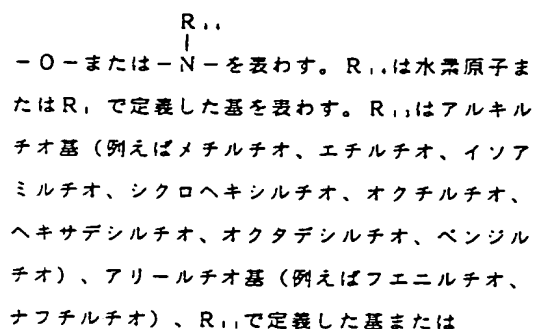 R₁₄
|
－O－または－N－を表わす。R₁₄は水素原子ま
たはR₁で定義した基を表わす。R₁₃はアルキル
チオ基（例えばメチルチオ、エチルチオ、イソア
ミルチオ、シクロヘキシルチオ、オクチルチオ、
ヘキサデシルチオ、オクタデシルチオ、ベンジル
チオ）、アリールチオ基（例えばフエニルチオ、
ナフチルチオ）、R₁₁で定義した基または